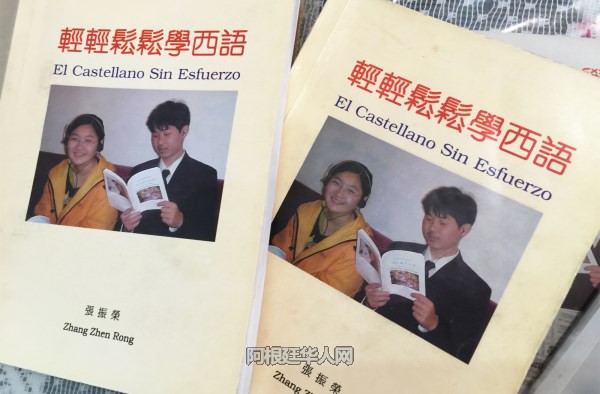 輕輕鬆鬆學西語
El Castellano Sin Esfuerzo
張振榮
Zhang Zhen Rong
輕輕鬆鬆學西語
El Castellano Sin Esfuerzo
張振榮
Zhang
阿根廷华人网